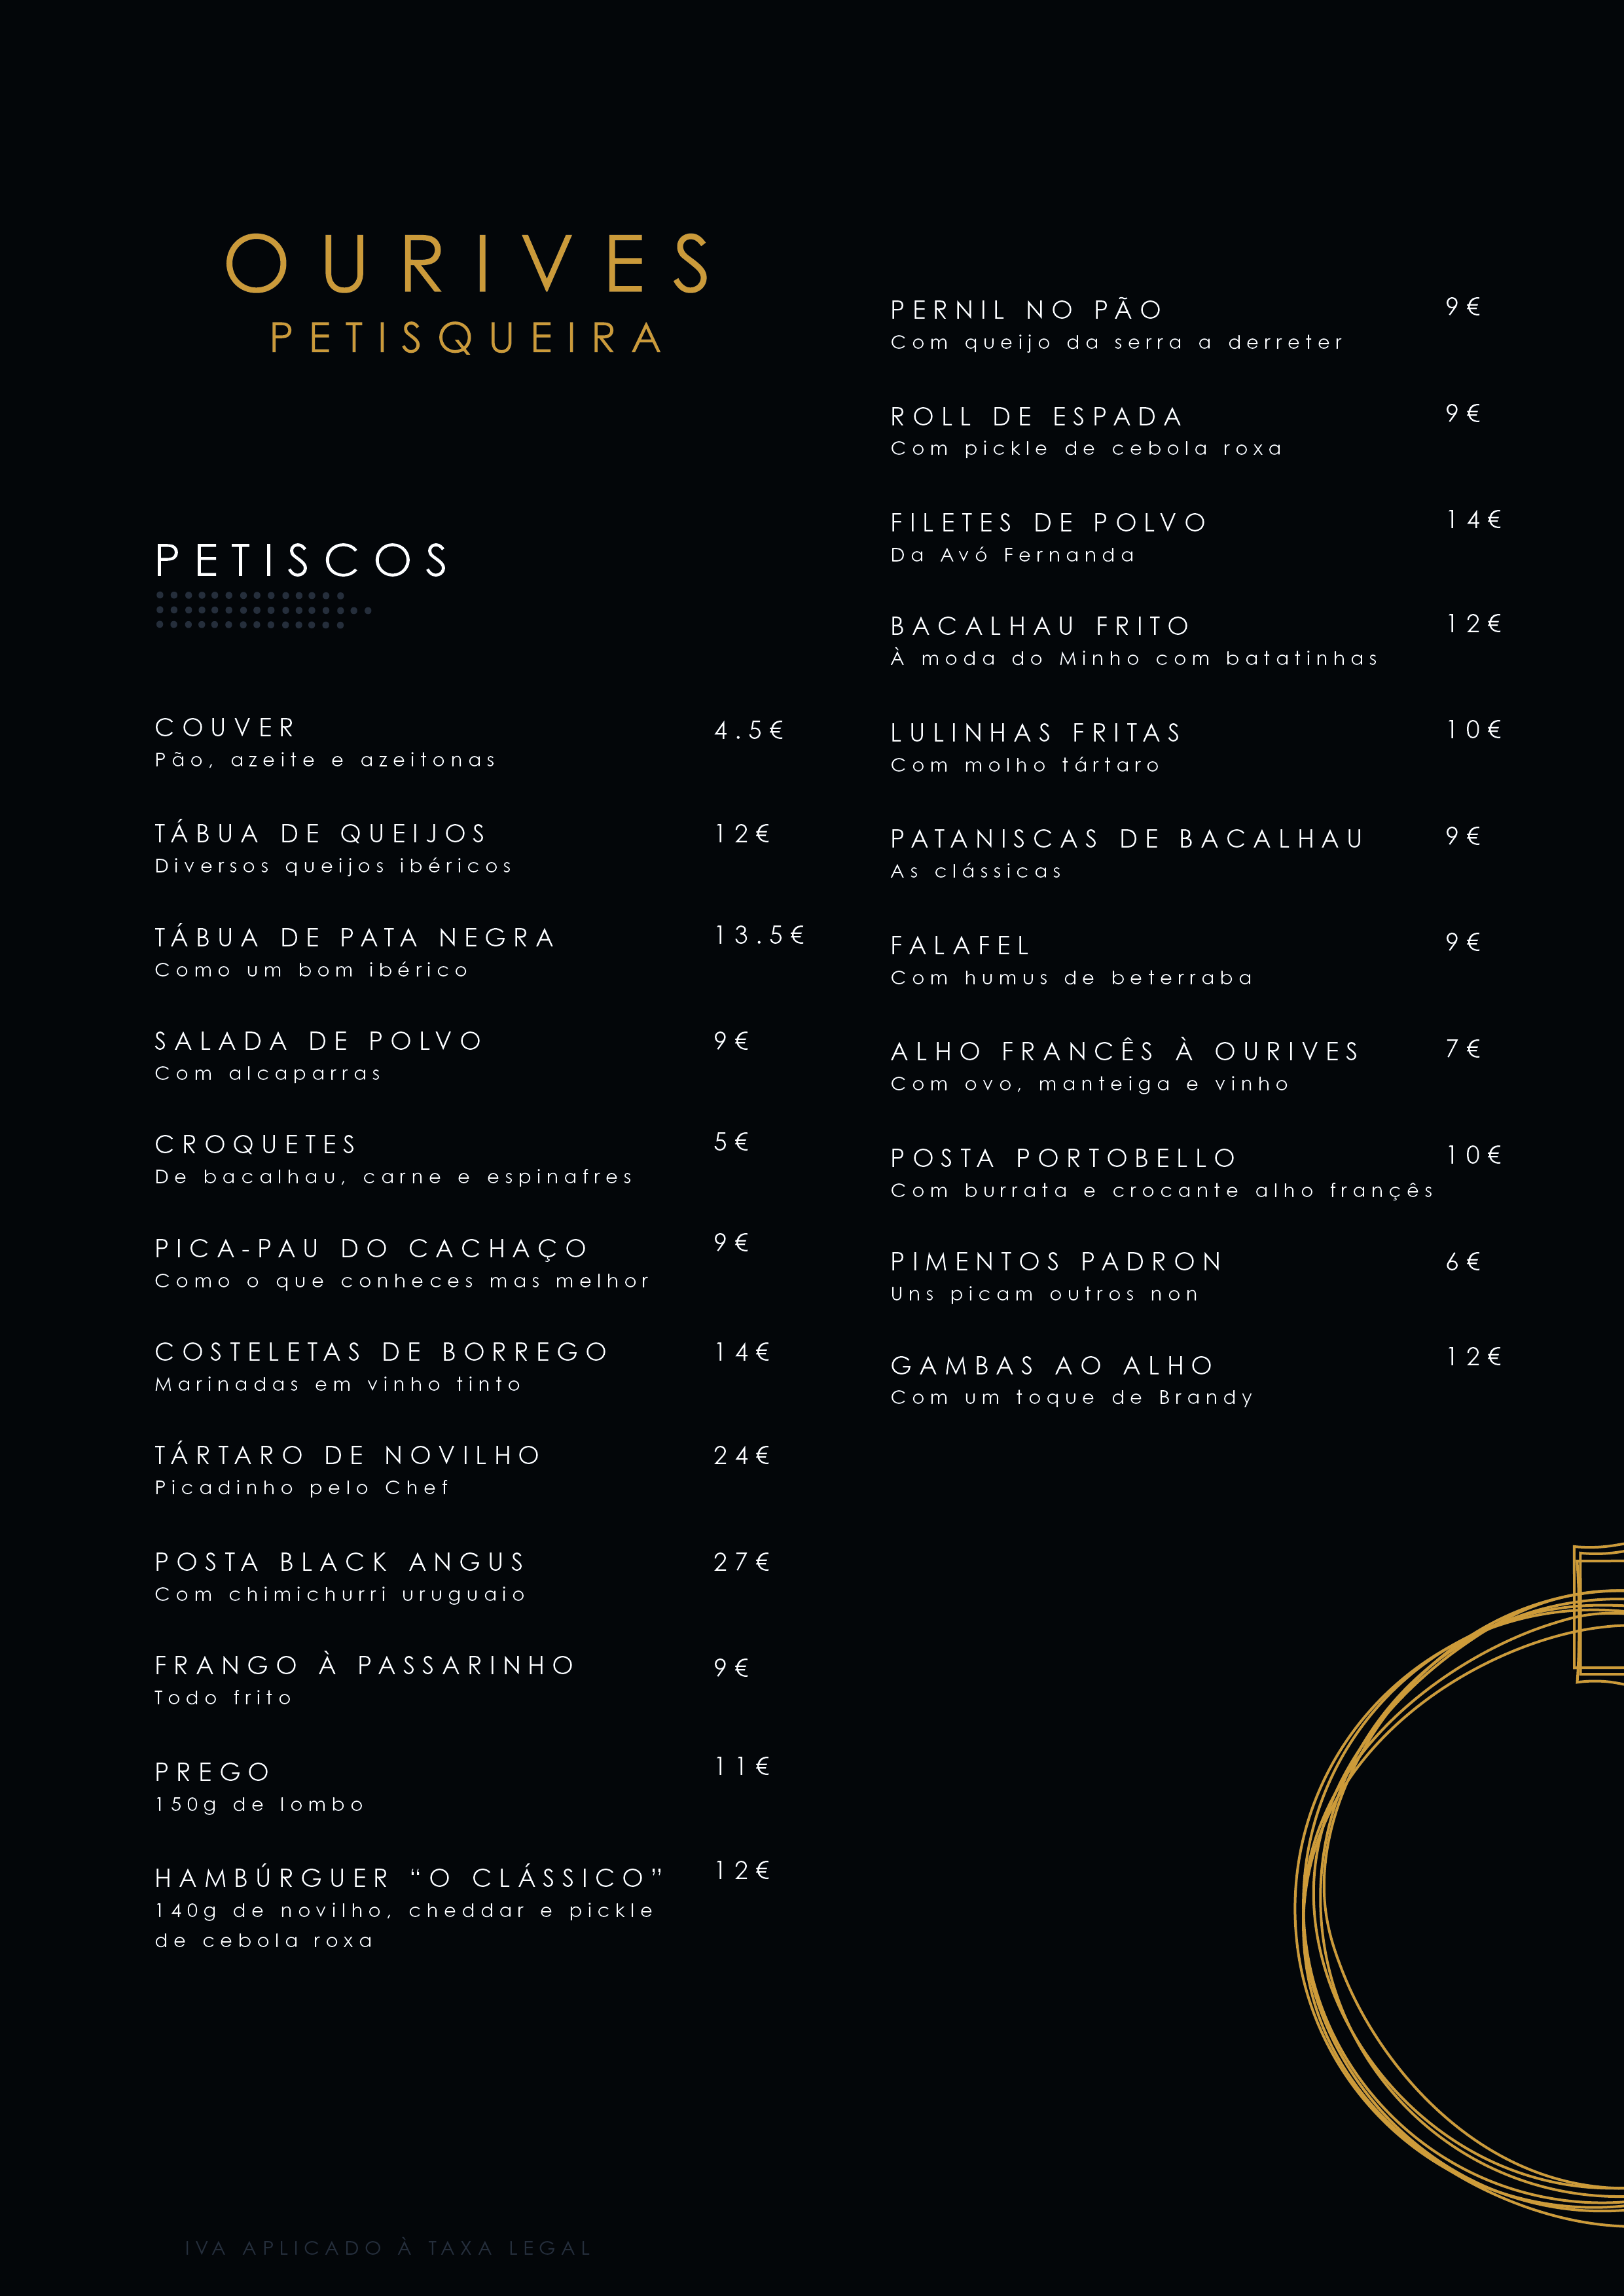 OURIVES
PETISQUEIRA
PETISCOS
COUVER 4.5€
Pão, azeite e azeitonas
TÁBUA DE QUEIJOS 12€
Diversos queijos ibéricos
TÁBUA DE PATA NEGRA 13.5€
Como um bom ibérico
SALADA DE POLVO 9€
Com alcaparras
CROQUETES 5€
De bacalhau, carne e espinafres
PICA-PAU DO CACHAÇO 9€
Como o que conheces mas melhor
COSTELETAS DE BORREGO 14€
Marinadas em vinho tinto
TÁRTARO DE NOVILHO 24€
Picadinho pelo Chef
POSTA BLACK ANGUS 27€
Com chimichurri uruguaio
FRANGO À PASSARINHO 9€
Todo frito
PREGO 11€
150g de lombo
HAMBÚRGUER “O CLÁSSICO” 12€
140g de novilho, cheddar e pickle
de cebola roxa
PERNIL NO PÃO 9€
Com queijo da serra a derreter
ROLL DE ESPADA 9€
Com pickle de cebola roxa
FILETES DE POLVO 14€
Da Avó Fernanda
BACALHAU FRITO 12€
À moda do Minho com batatinhas
LULINHAS FRITAS 10€
Com molho tártaro
PATANISCAS DE BACALHAU 9€
As clássicas
FALAFEL 9€
Com humus de beterraba
ALHO FRANCÊS À OURIVES 7€
Com ovo, manteiga e vinho
POSTA PORTOBELLO 10€
Com burrata e crocante alho françês
PIMENTOS PADRON 6€
Uns picam outros non
GAMBAS AO ALHO 12€
Com um toque de Brandy
IVA APLICADO À TAXA LEGAL